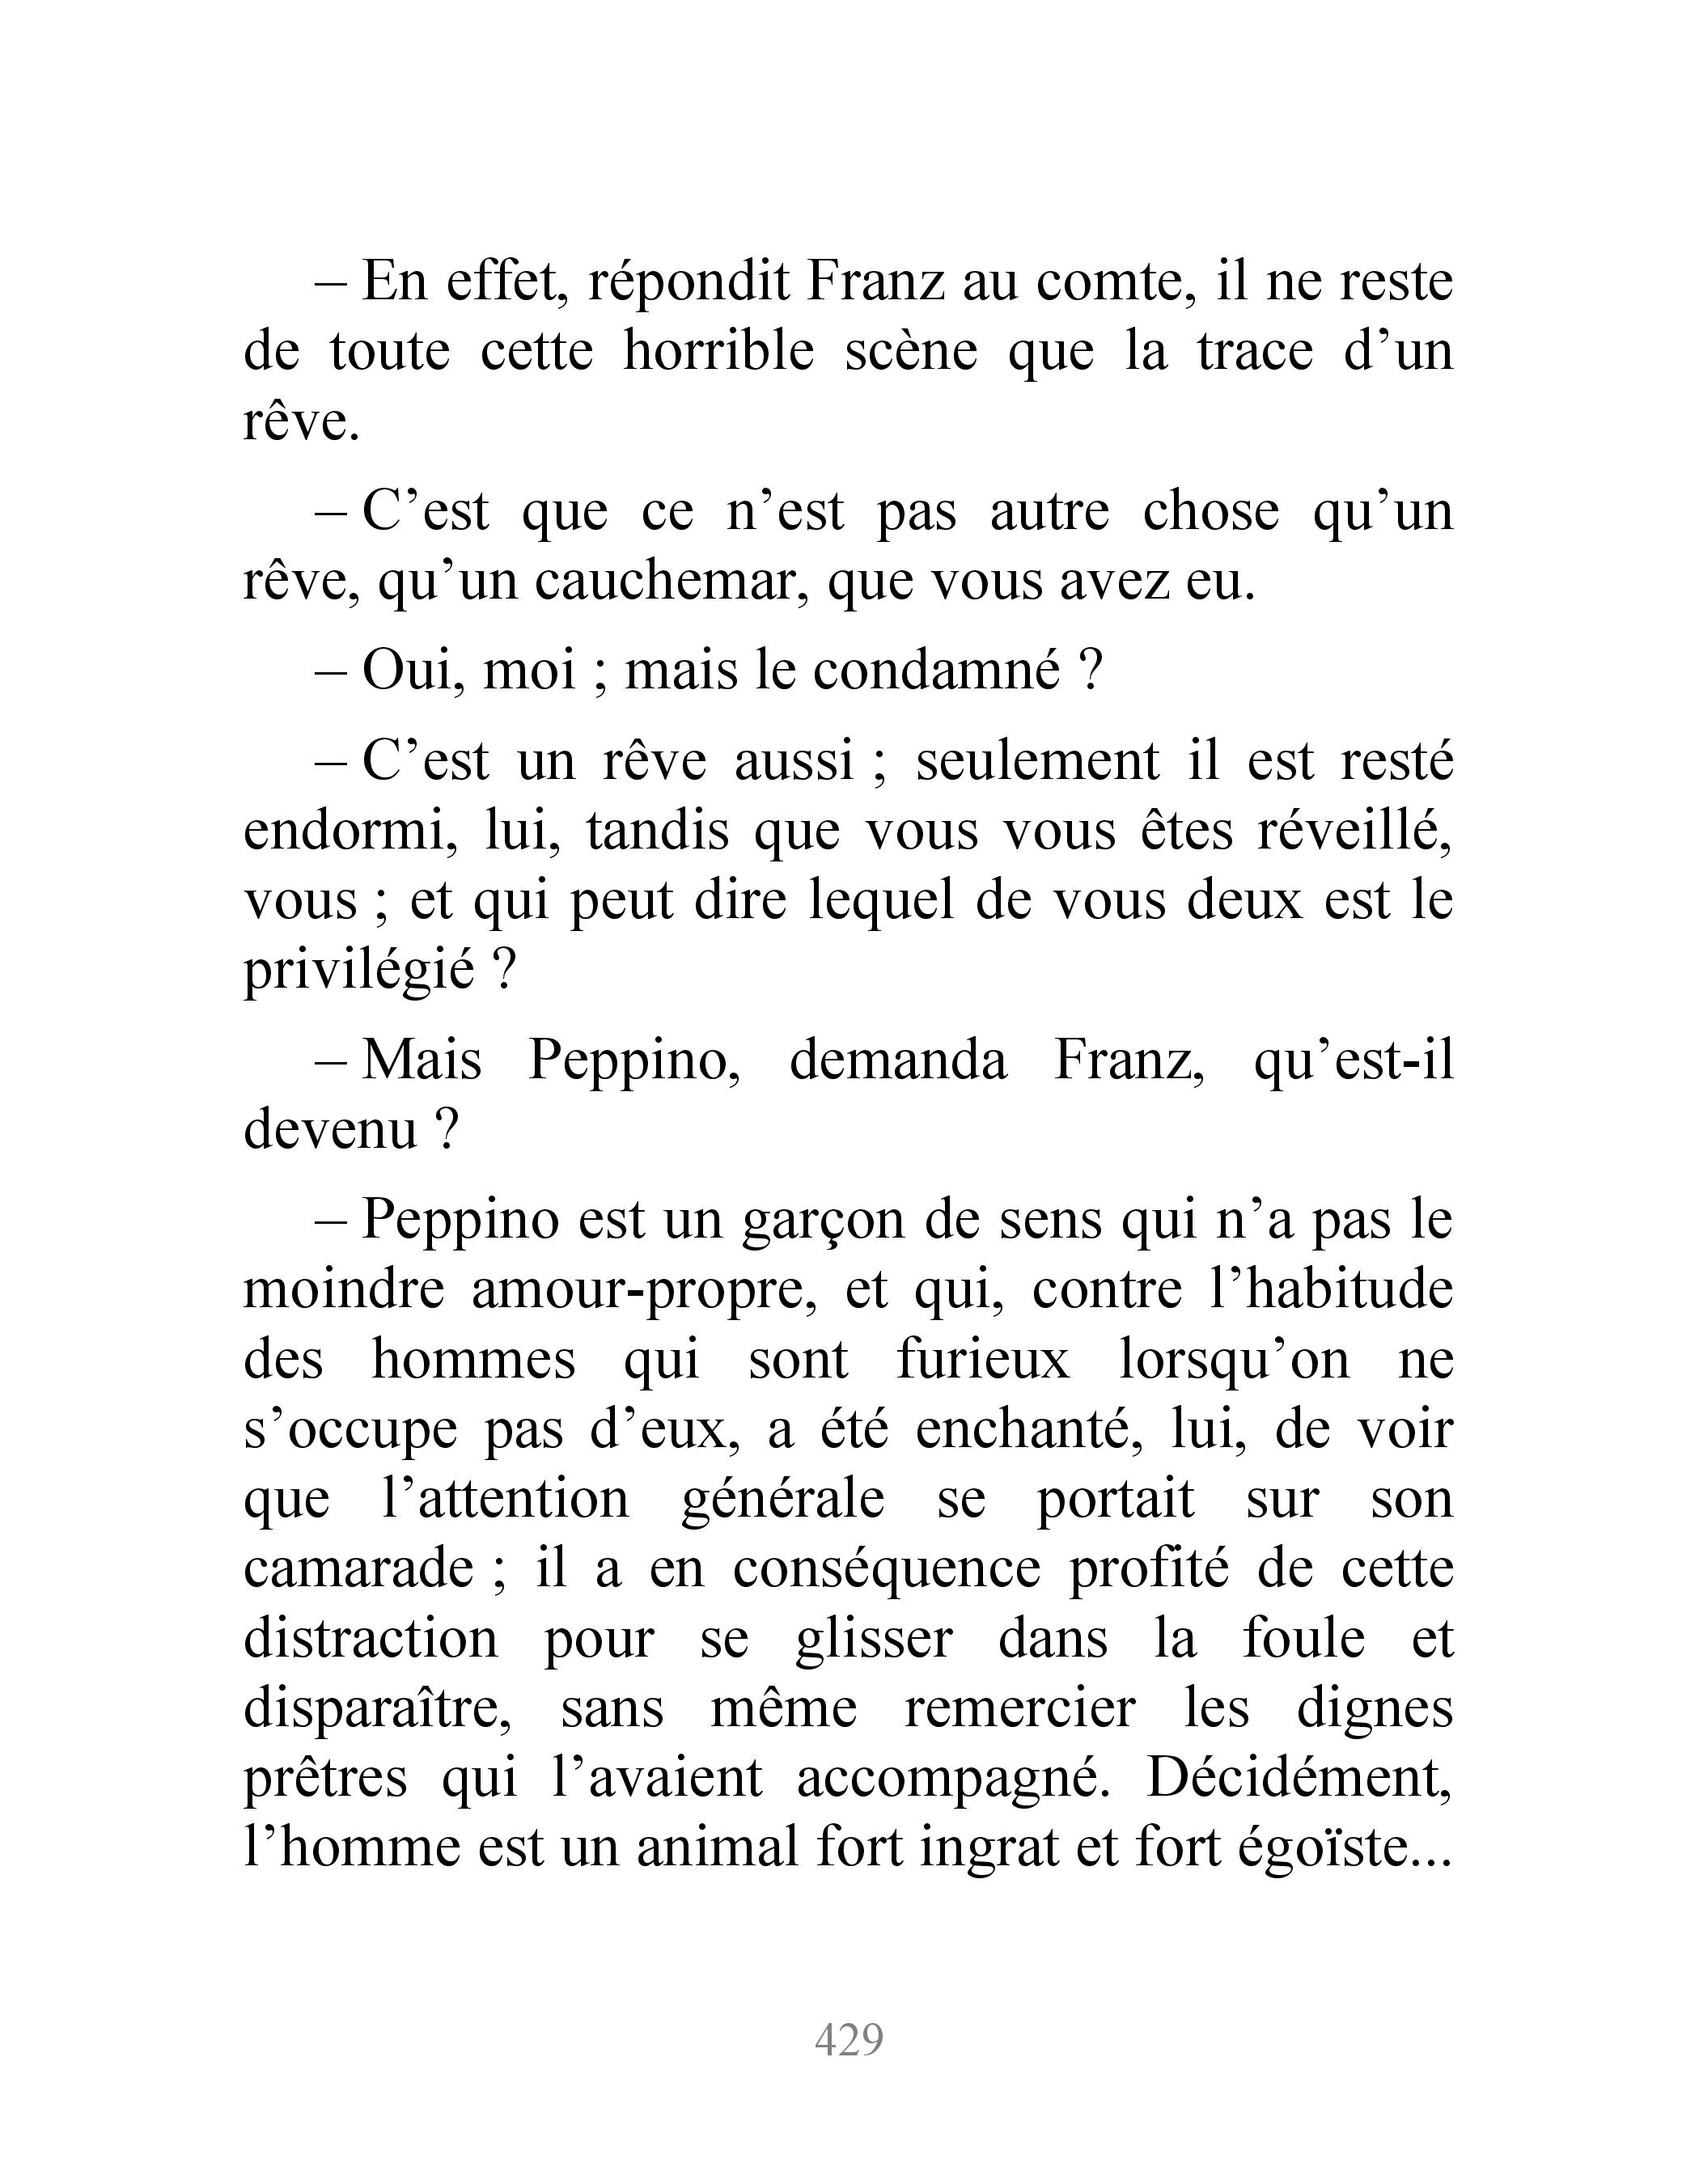 – En effet, répondit Franz au comte, il ne reste
de toute cette horrible scène que la trace d’un
rêve.
– C’est que ce n’est pas autre chose qu’un
rêve, qu’un cauchemar, que vous avez eu.
– Oui, moi ; mais le condamné ?
– C’est un rêve aussi ; seulement il est resté
endormi, lui, tandis que vous vous êtes réveillé,
vous ; et qui peut dire lequel de vous deux est le
privilégié ?
– Mais Peppino, demanda Franz, qu’est-il
devenu ?
– Peppino est un garçon de sens qui n’a pas le
moindre amour-propre, et qui, contre l’habitude
des hommes qui sont furieux lorsqu’on ne
s’occupe pas d’eux, a été enchanté, lui, de voir
que l’attention générale se portait sur son
camarade ; il a en conséquence profité de cette
distraction pour se glisser dans la foule et
disparaître, sans même remercier les dignes
prêtres qui l’avaient accompagné. Décidément,
l’homme est un animal fort ingrat et fort égoïste...
429